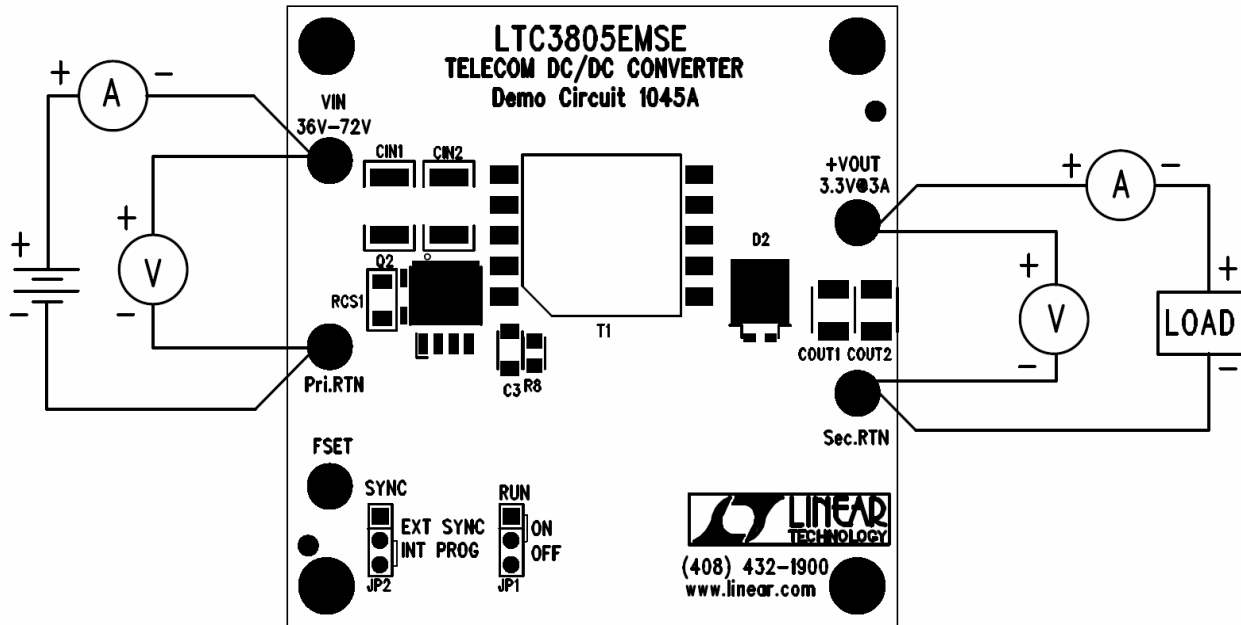 LTC3805EMSE
TELECOM DC/DC CONVERTER
Demo Circuit 1045A
+ A -
VIN
36V-72V
CIN1 CIN2
+VOUT
3.3V@3A
+ A -
+
V
-
+
-
Q2
RCS1
D2
T1
+
V
-
+
LOAD
-
COUT1 COUT2
Pri.RTN
C3 R8
Sec.RTN
FSET
SYNC
EXT SYNC
INT PROG
JP2
RUN
ON
OFF
JP1
LINEAR
TECHNOLOGY
(408) 432-1900
www.linear.com